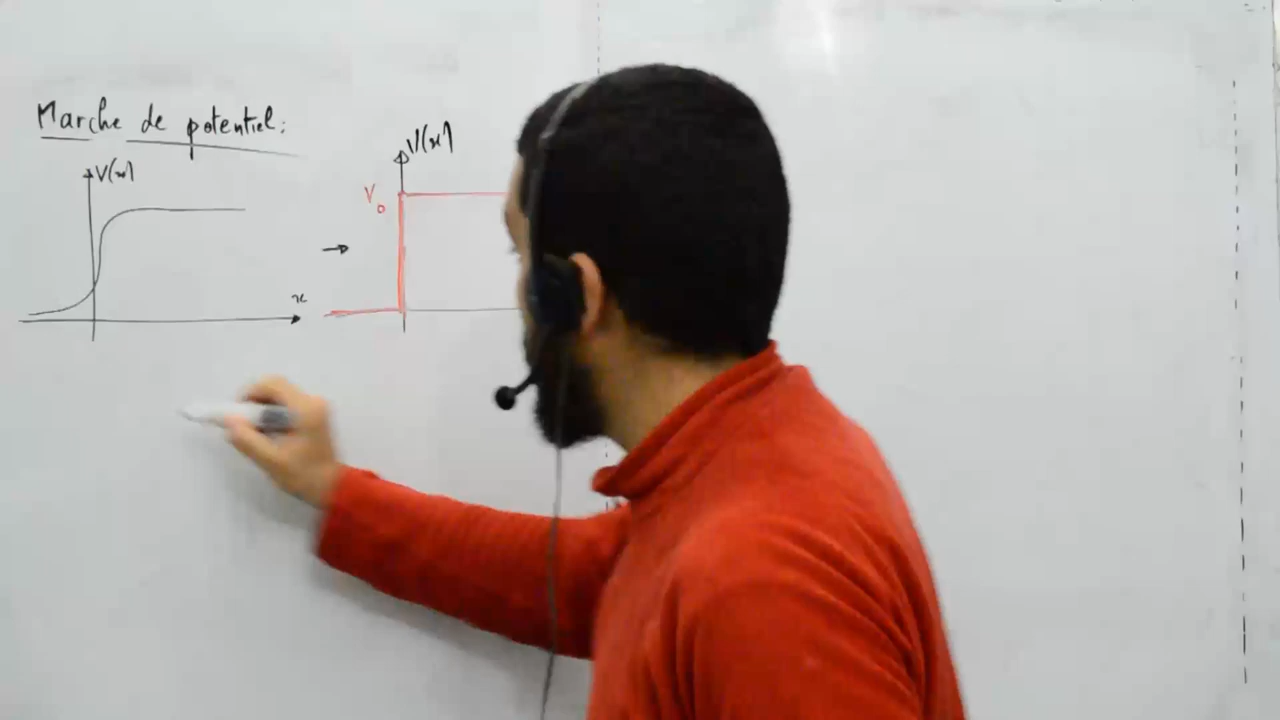 Marche de potentiel:
V(x)
x
V(x)
V₀